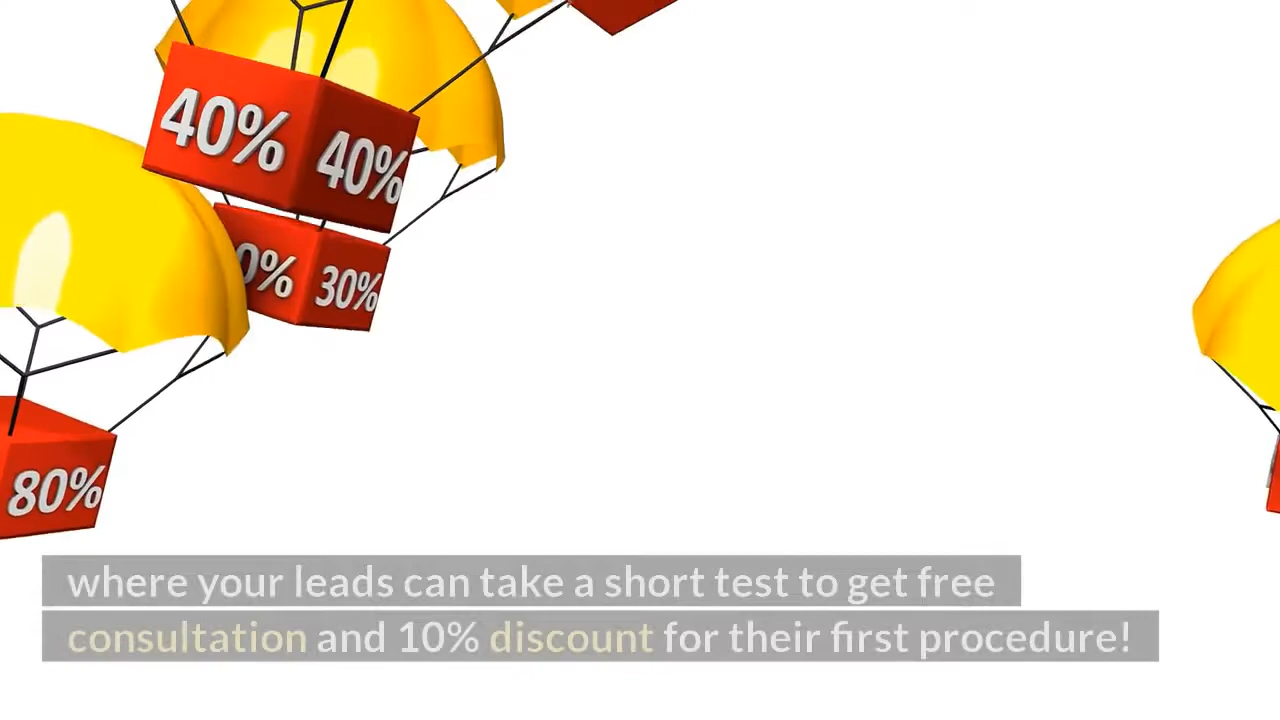 40% 40%
0% 30%
80%
where your leads can take a short test to get free
consultation and 10% discount for their first procedure!